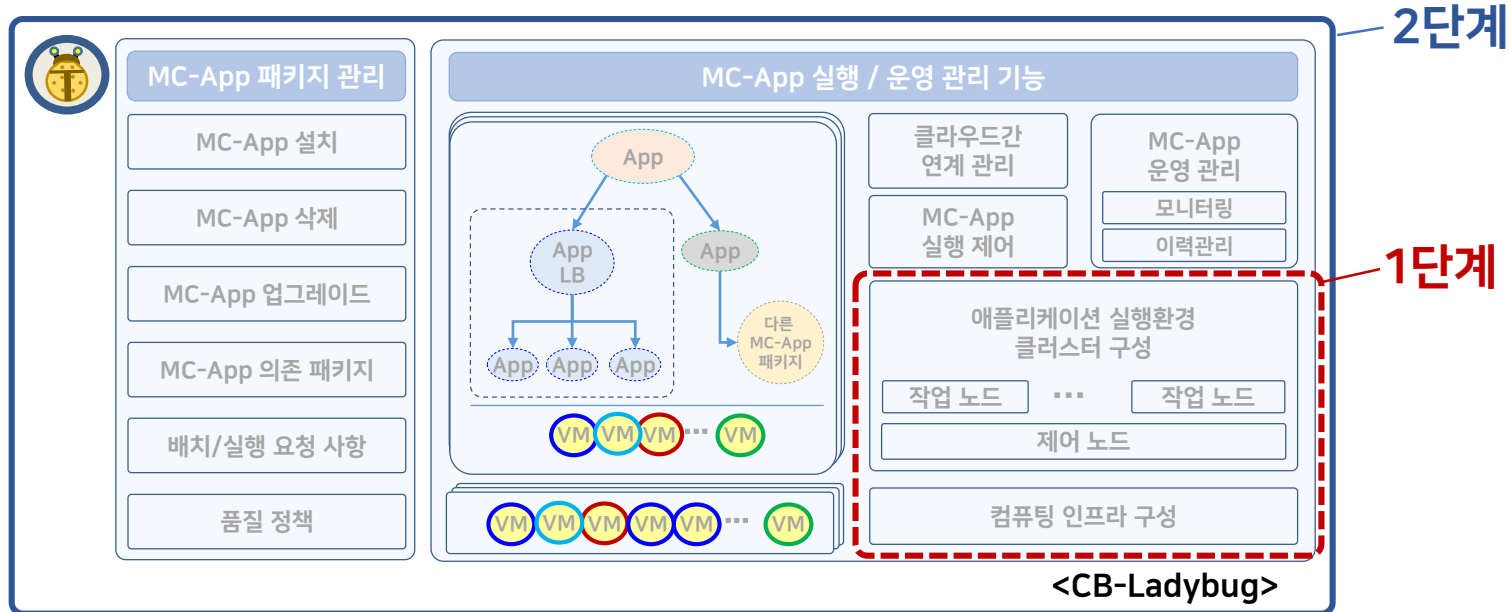 2단계
MC-App 패키지 관리
MC-App 설치
MC-App 삭제
MC-App 업그레이드
MC-App 의존 패키지
배치/실행 요청 사항
품질 정책
MC-App 실행 / 운영 관리 기능
App
App
LB
App
App
App
App
다른
MC-App
패키지
VM
VM
VM
...
VM
VM
VM
VM
VM
VM
...
VM
클라우드간
연계 관리
MC-App
실행 제어
MC-App
운영 관리
모니터링
이력관리
1단계
애플리케이션 실행환경
클러스터 구성
작업 노드
...
작업 노드
제어 노드
컴퓨팅 인프라 구성
<CB-Ladybug>